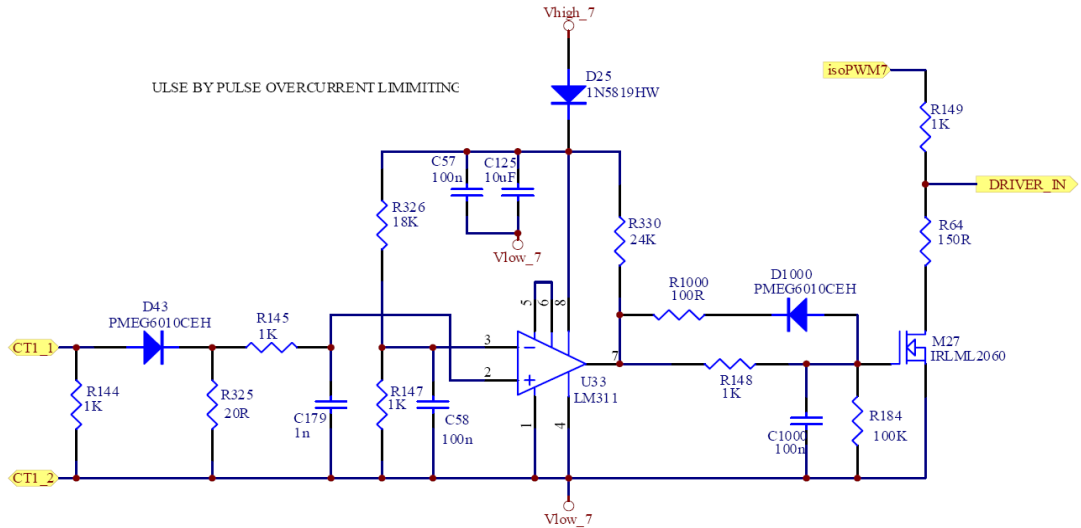 Vhigh_7
ULSE BY PULSE OVERCURRENT LIMMITING
D25
1N5819HW
isoPWM7
R149
1K
DRIVER_IN
C57
100n
C125
10uF
Vlow_7
R326
18K
R330
24K
R64
150R
5
6
8
R1000
100R
D1000
PMEG6010CEH
D43
PMEG6010CEH
R145
1K
CT1_1
3
2
7
1
4
U33
LM311
M27
IRLML2060
R144
1K
R325
20R
C179
1n
R147
1K
C58
100n
R148
1K
C1000
100n
R184
100K
CT1_2
Vlow_7